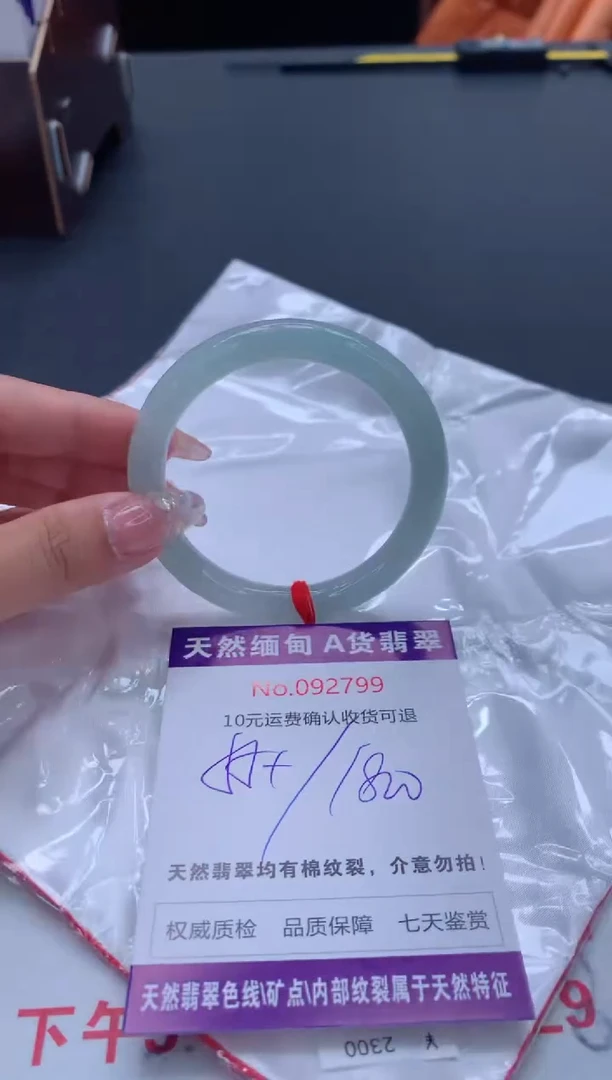 天然缅甸 A货翡翠
No.092799
10元运费确认收货可退
/1820
天然翡翠均有棉纹裂，介意勿拍！
权威质检 品质保障 七天鉴赏
天然翡翠色线\矿点\内部纹裂属于天然特征
下午
29
2300